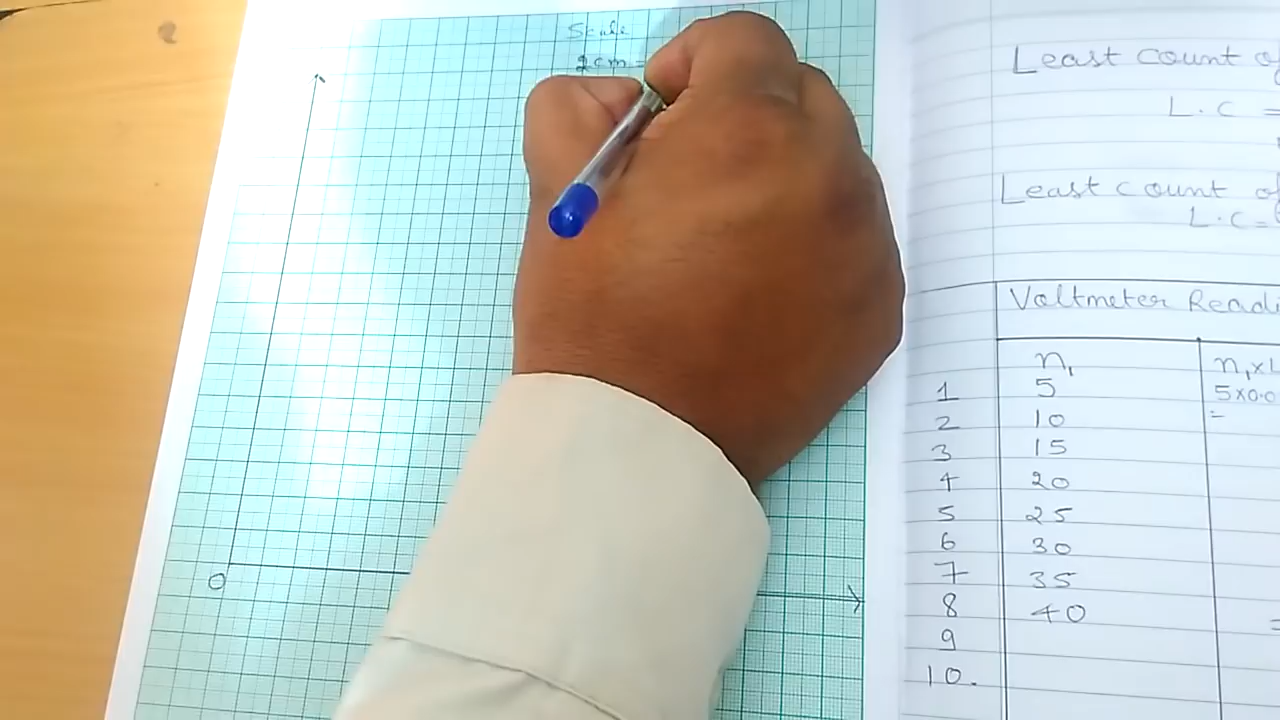 Scale
2cm =
O
Least count of
L.C =
Least count of
L.C =
Voltmeter Readi
n₁ n₁×L
1 5 5×0.0
2 10 =
3 15
4 20
5 25
6 30
7 35
8 40 =
9
10.